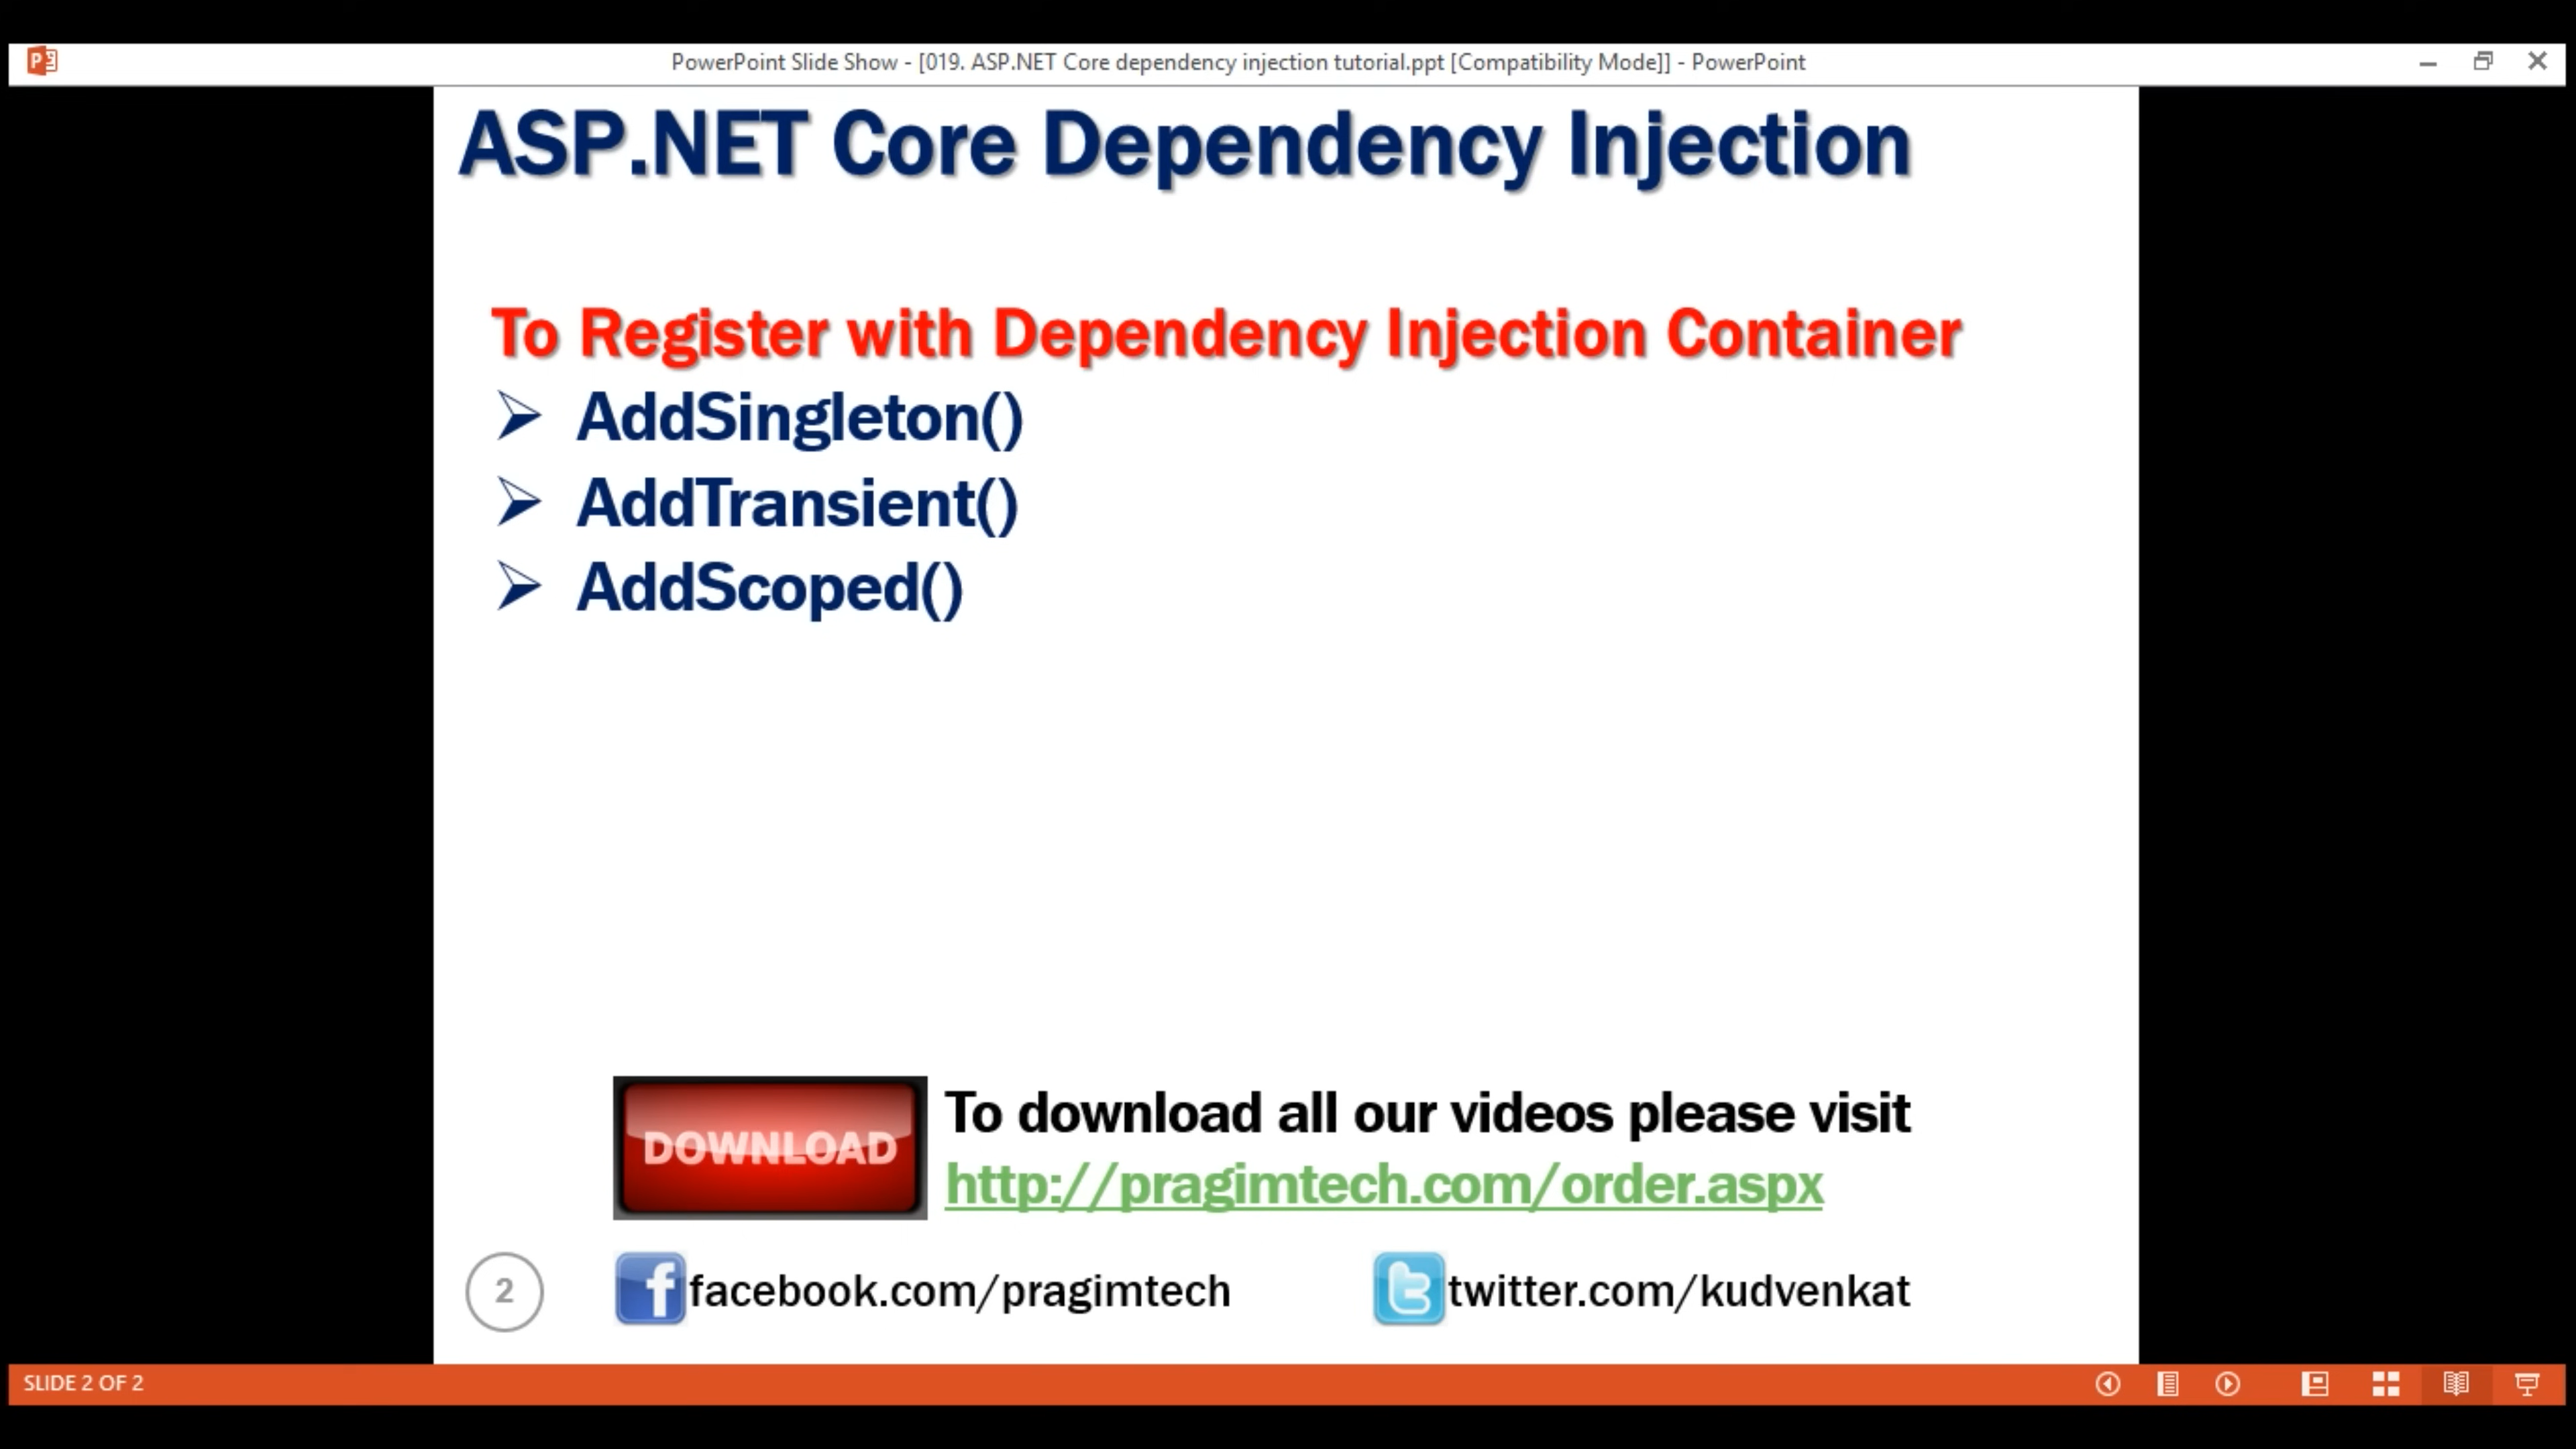 PowerPoint Slide Show - [019. ASP.NET Core dependency injection tutorial.ppt [Compatibility Mode]] - PowerPoint
ASP.NET Core Dependency Injection
To Register with Dependency Injection Container
AddSingleton()
AddTransient()
AddScoped()
DOWNLOAD
To download all our videos please visit
http://pragimtech.com/order.aspx
2
facebook.com/pragimtech
twitter.com/kudvenkat
SLIDE 2 OF 2